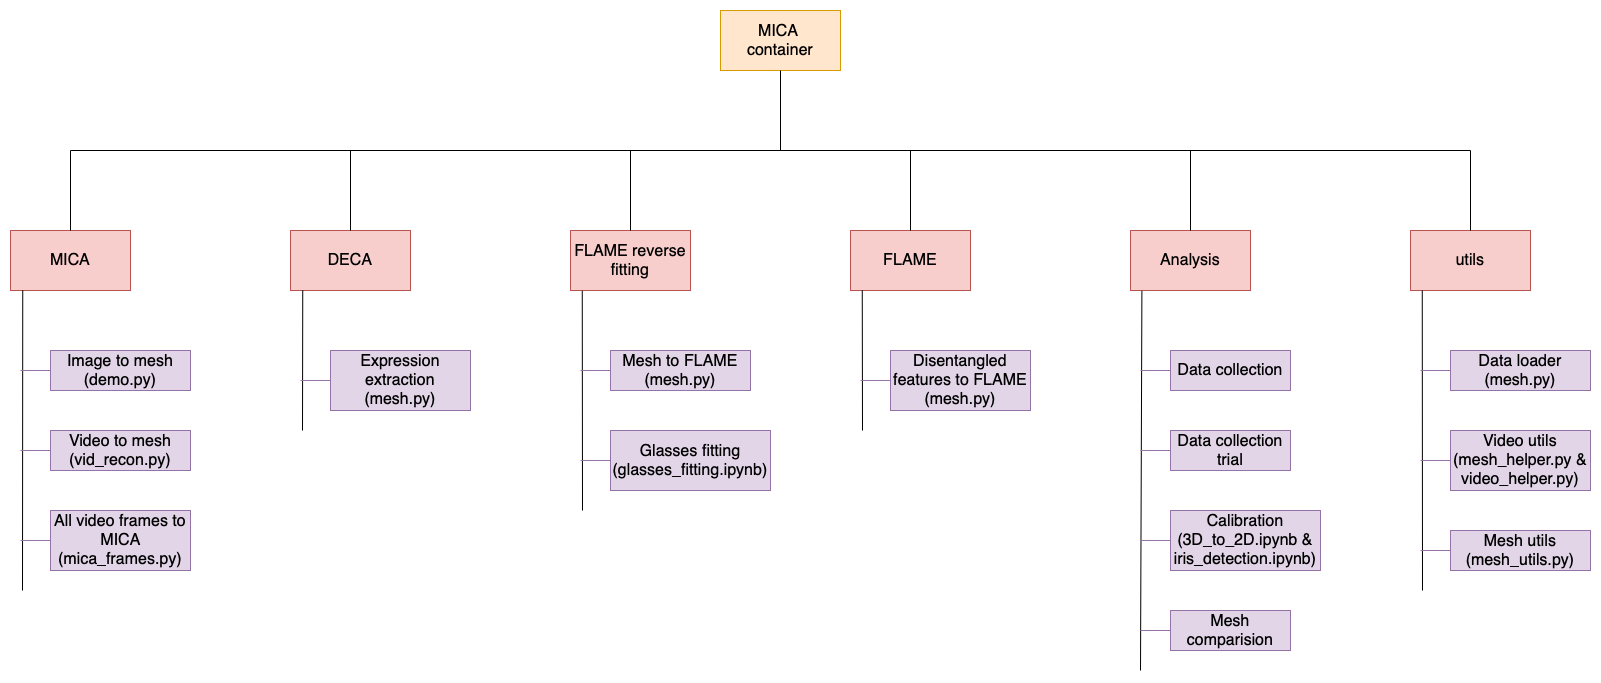 MICA
container
MICA
DECA
FLAME reverse
fitting
FLAME
Analysis
utils
Image to mesh
(demo.py)
Video to mesh
(vid_recon.py)
All video frames to
MICA
(mica_frames.py)
Expression
extraction
(mesh.py)
Mesh to FLAME
(mesh.py)
Glasses fitting
(glasses_fitting.ipynb)
Disentangled
features to FLAME
(mesh.py)
Data collection
Data collection
trial
Calibration
(3D_to_2D.ipynb &
iris_detection.ipynb)
Mesh
comparision
Data loader
(mesh.py)
Video utils
(mesh_helper.py &
video_helper.py)
Mesh utils
(mesh_utils.py)